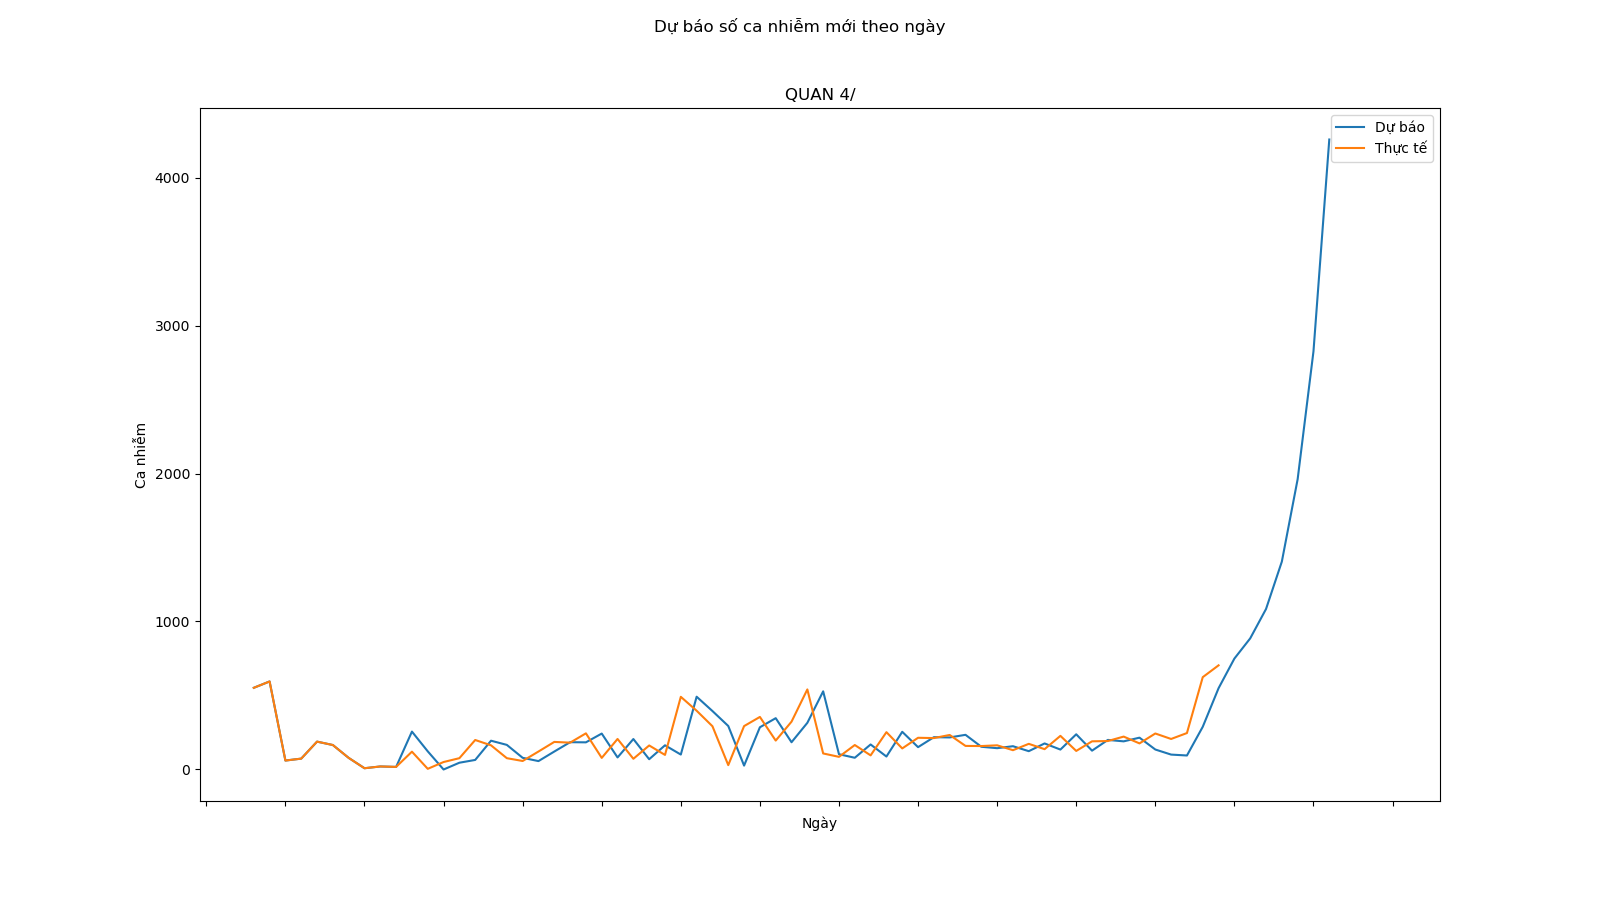 Dự báo số ca nhiễm mới theo ngày
QUAN 4/
Dự báo
Thực tế
4000
3000
2000
1000
0
Ca nhiễm
Ngày